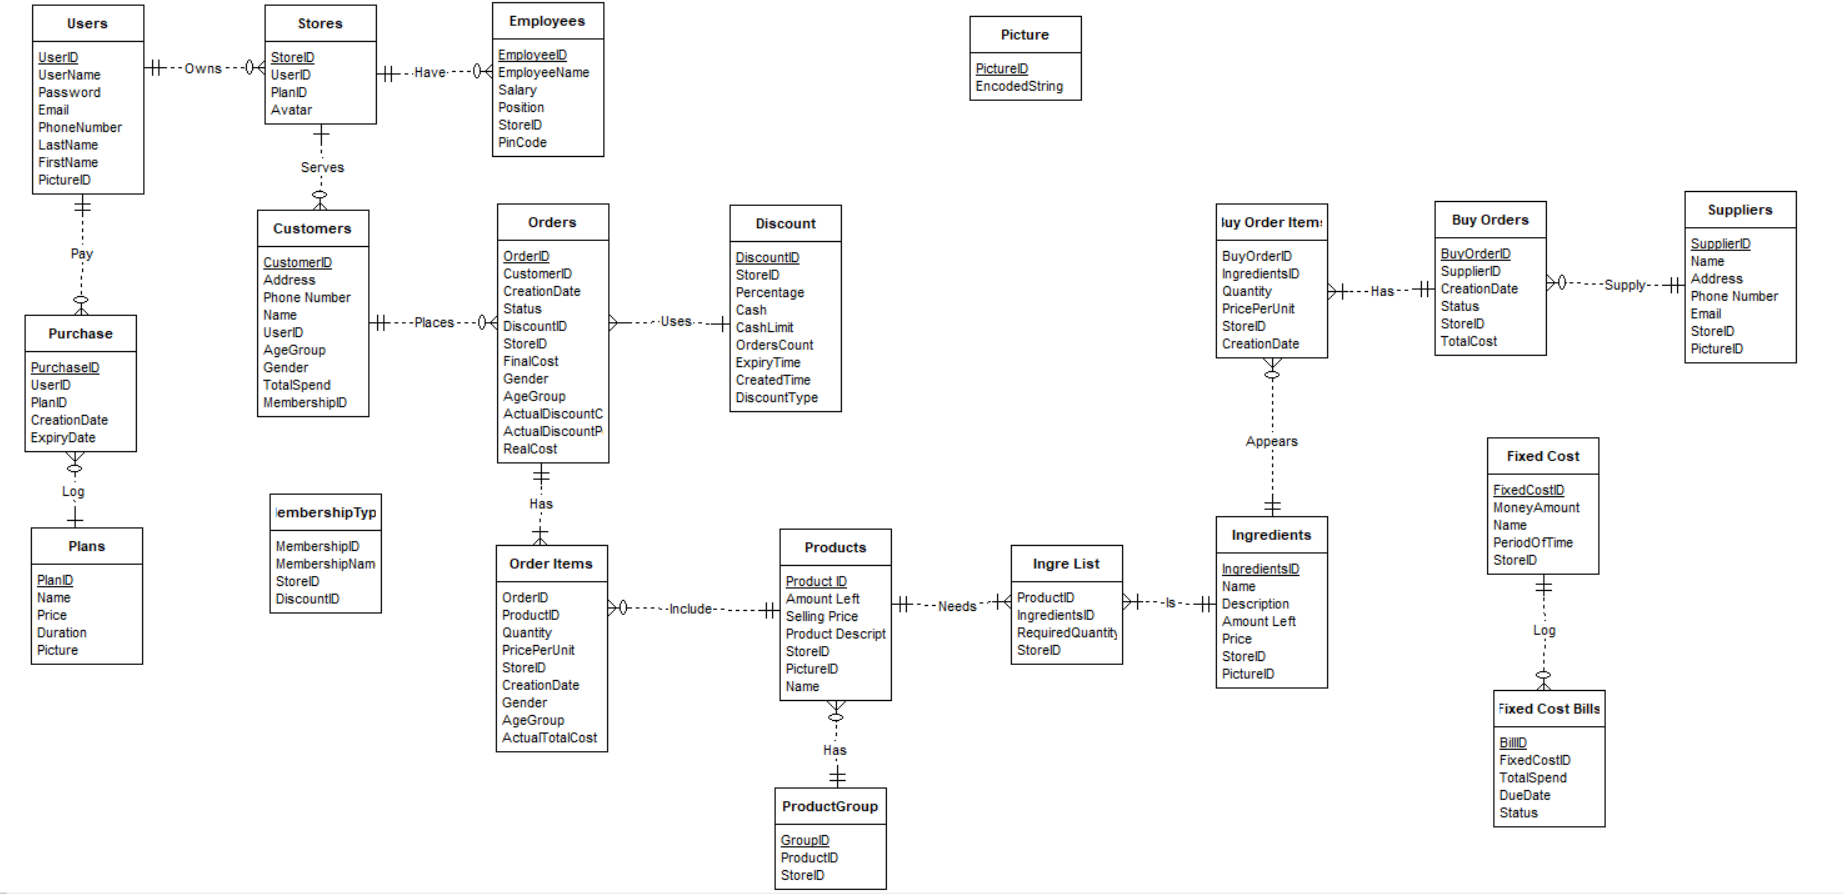 Users
UserID
UserName
Password
Email
PhoneNumber
LastName
FirstName
PictureID
Owns
Stores
StoreID
UserID
PlanID
Avatar
Have
Employees
EmployeeID
EmployeeName
Salary
Position
StoreID
PinCode
Picture
PictureID
EncodedString
Pay
Serves
Purchase
PurchaseID
UserID
PlanID
CreationDate
ExpiryDate
Log
Plans
PlanID
Name
Price
Duration
Picture
Customers
CustomerID
Address
Phone Number
Name
UserID
AgeGroup
Gender
TotalSpend
MembershipID
Places
Orders
OrderID
CustomerID
CreationDate
Status
DiscountID
StoreID
FinalCost
Gender
AgeGroup
ActualDiscountC
ActualDiscountP
RealCost
Uses
Discount
DiscountID
StoreID
Percentage
Cash
CashLimit
OrdersCount
ExpiryTime
CreatedTime
DiscountType
Has
embershipTyp
MembershipID
MembershipNam
StoreID
DiscountID
Order Items
OrderID
ProductID
Quantity
PricePerUnit
StoreID
CreationDate
Gender
AgeGroup
ActualTotalCost
Include
Products
Product ID
Amount Left
Selling Price
Product Descript
StoreID
PictureID
Name
Has
ProductGroup
GroupID
ProductID
StoreID
Needs
Ingre List
ProductID
IngredientsID
RequiredQuantity
StoreID
Is
Ingredients
IngredientsID
Name
Description
Amount Left
Price
StoreID
PictureID
Appears
uy Order Item
BuyOrderID
IngredientsID
Quantity
PricePerUnit
StoreID
CreationDate
Has
Buy Orders
BuyOrderID
SupplierID
CreationDate
Status
StoreID
TotalCost
Supply
Suppliers
SupplierID
Name
Address
Phone Number
Email
StoreID
PictureID
Fixed Cost
FixedCostID
MoneyAmount
Name
PeriodOfTime
StoreID
Log
Fixed Cost Bills
BillID
FixedCostID
TotalSpend
DueDate
Status